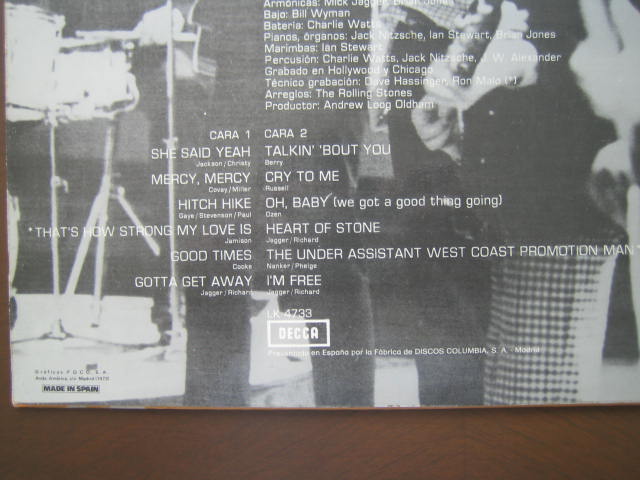 Armónicas: Mick Jagger, Brian Jones
Bajo: Bill Wyman
Batería: Charlie Watts
Pianos, órganos: Jack Nitzsche, Ian Stewart, Brian Jones
Marimbas: Ian Stewart
Percusión: Charlie Watts, Jack Nitzsche, J. W. Alexander
Grabado en Hollywood y Chicago
Técnico grabación: Dave Hassinger, Ron Malo (*)
Arreglos: The Rolling Stones
Productor: Andrew Loog Oldham
CARA 1
SHE SAID YEAH
Jackson/Christy
MERCY, MERCY
Covay/Miller
HITCH HIKE
Gaye/Stevenson/Paul
*THAT'S HOW STRONG MY LOVE IS
Jamison
GOOD TIMES
Cooke
GOTTA GET AWAY
Jagger/Richard
CARA 2
TALKIN' 'BOUT YOU
Berry
CRY TO ME
Russell
OH, BABY (we got a good thing going)
Ozen
HEART OF STONE
Jagger/Richard
THE UNDER ASSISTANT WEST COAST PROMOTION MAN*
Nanker/Phelge
I'M FREE
Jagger/Richard
LK 4733
DECCA
Presentado en España por la Fábrica de DISCOS COLUMBIA, S. A. - Madrid
Gráficas
MADE IN SPAIN